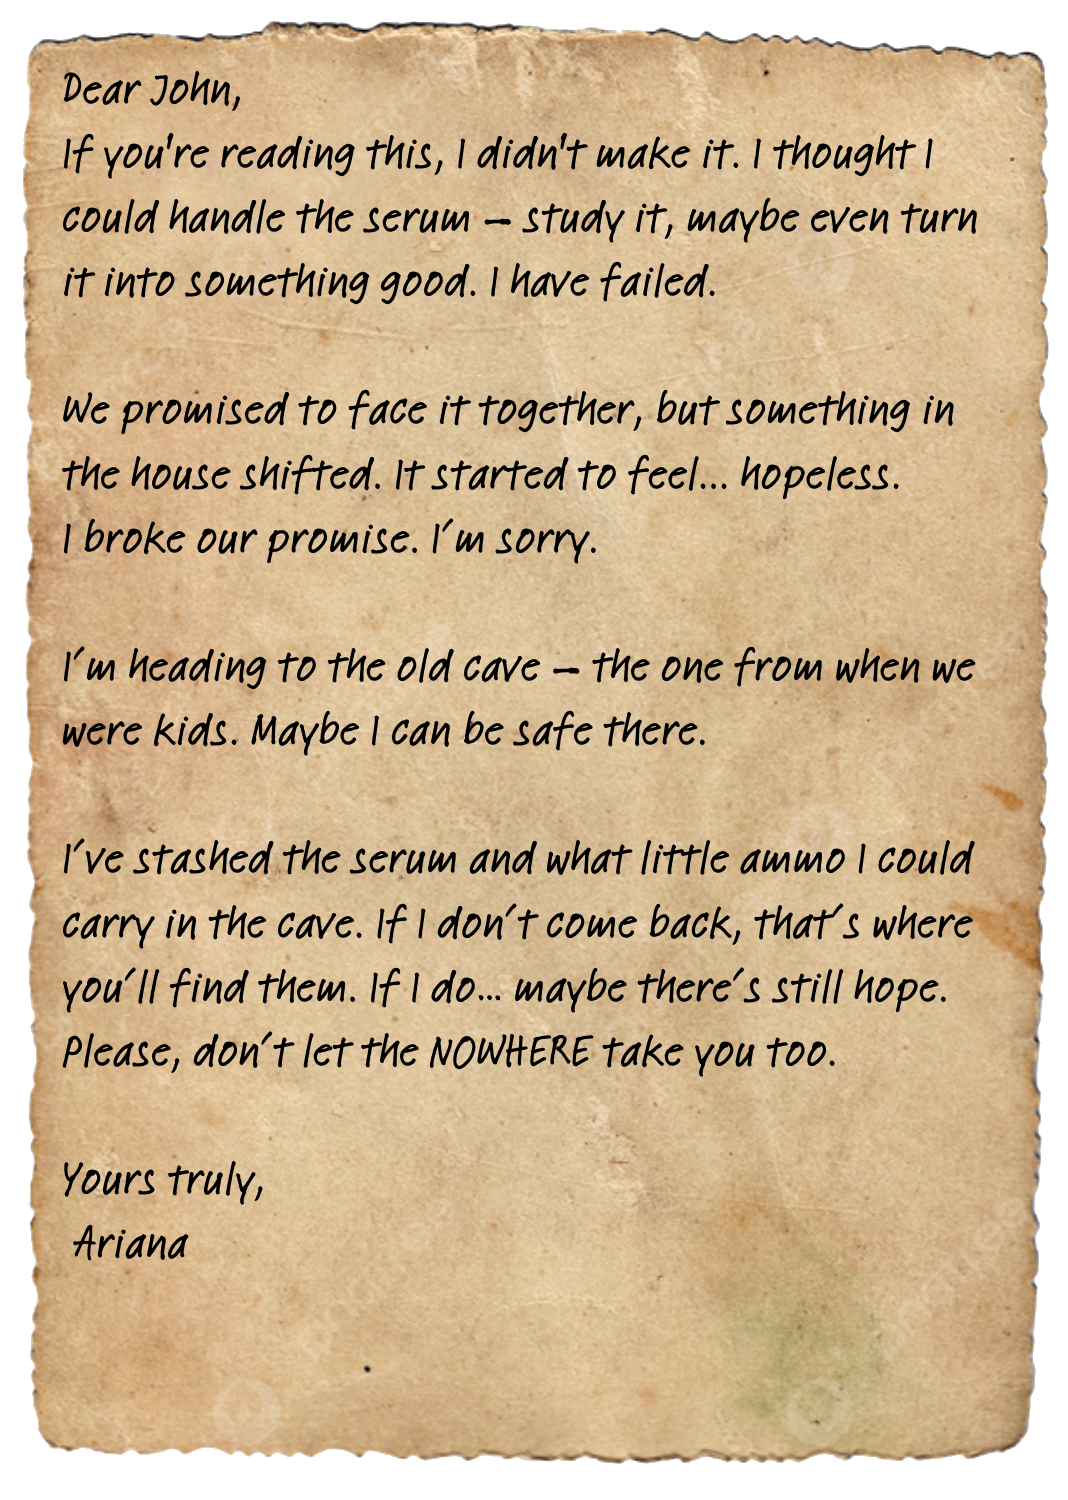 Dear John,
If you're reading this, I didn't make it. I thought I
could handle the serum — study it, maybe even turn
it into something good. I have failed.
We promised to face it together, but something in
the house shifted. It started to feel... hopeless.
I broke our promise. I´m sorry.
I´m heading to the old cave — the one from when we
were kids. Maybe I can be safe there.
I´ve stashed the serum and what little ammo I could
carry in the cave. If I don´t come back, that´s where
you´ll find them. If I do... maybe there´s still hope.
Please, don´t let the NOWHERE take you too.
Yours truly,
Ariana